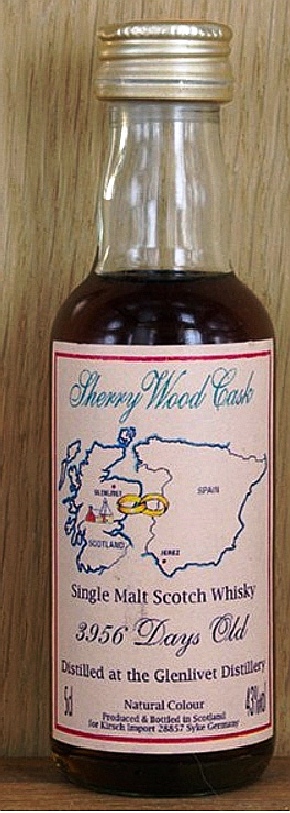 Sherry Wood Cask
GLENLIVET
SPAIN
SCOTLAND
JEREZ
Single Malt Scotch Whisky
3956 Days Old
Distilled at the Glenlivet Distillery
5cl
Natural Colour
43%vol
Produced & Bottled in Scotland
for Kirsch Import 28857 Syke Germany